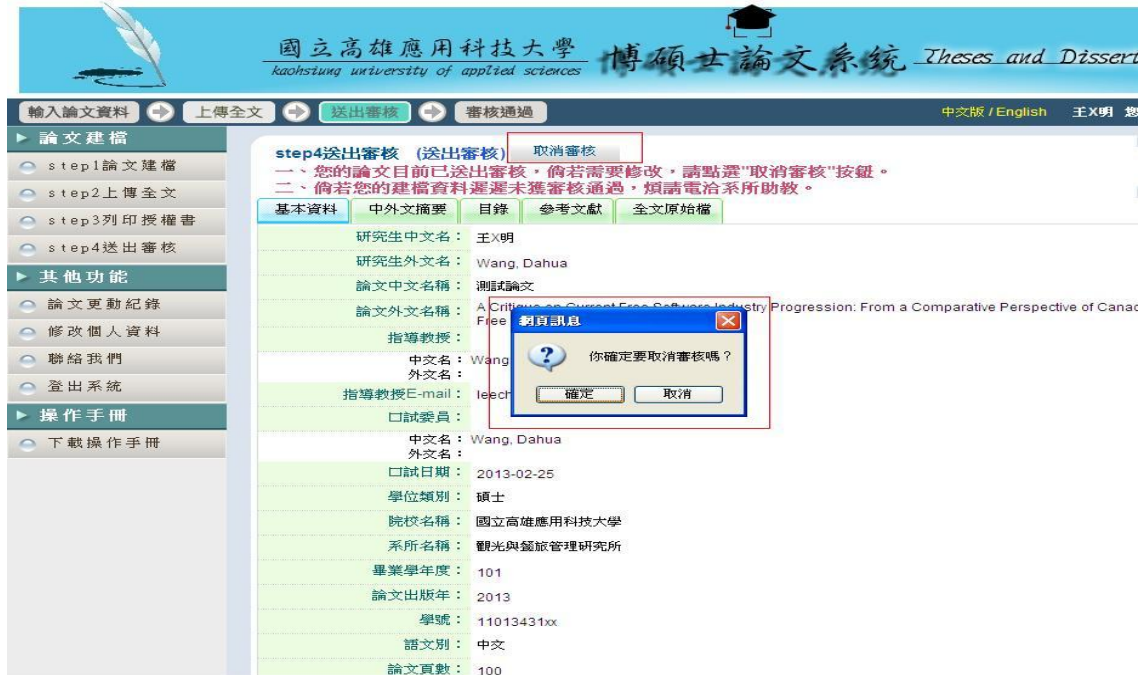 國立高雄應用科技大學 博碩士論文系統 Theses and Dissert
kaohsiung university of applied sciences
輸入論文資料 上傳全文 送出審核 審核通過 中文版 / English 王X明 您
論文建檔
step1論文建檔
step2上傳全文
step3列印授權書
step4送出審核
其他功能
論文更動紀錄
修改個人資料
聯絡我們
登出系統
操作手冊
下載操作手冊
step4送出審核 (送出審核) 取消審核
一、您的論文目前已送出審核，倘若需要修改，請點選"取消審核"按鈕。
二、倘若您的建檔資料遲遲未獲審核通過，煩請電洽系所助教。
基本資料 中外文摘要 目錄 參考文獻 全文原始檔
研究生中文名： 王X明
研究生外文名： Wang, Dahua
論文中文名稱： 測試論文
論文外文名稱： A Critique on Current Free Software Industry Progression: From a Comparative Perspective of Canad
Free
指導教授：
中文名： Wang
外文名：
指導教授E-mail： leech
口試委員：
中文名： Wang, Dahua
外文名：
口試日期： 2013-02-25
學位類別： 碩士
院校名稱： 國立高雄應用科技大學
系所名稱： 觀光與餐旅管理研究所
畢業學年度： 101
論文出版年： 2013
學號： 11013431xx
語文別： 中文
論文頁數： 100
網頁訊息
你確定要取消審核嗎？
確定 取消